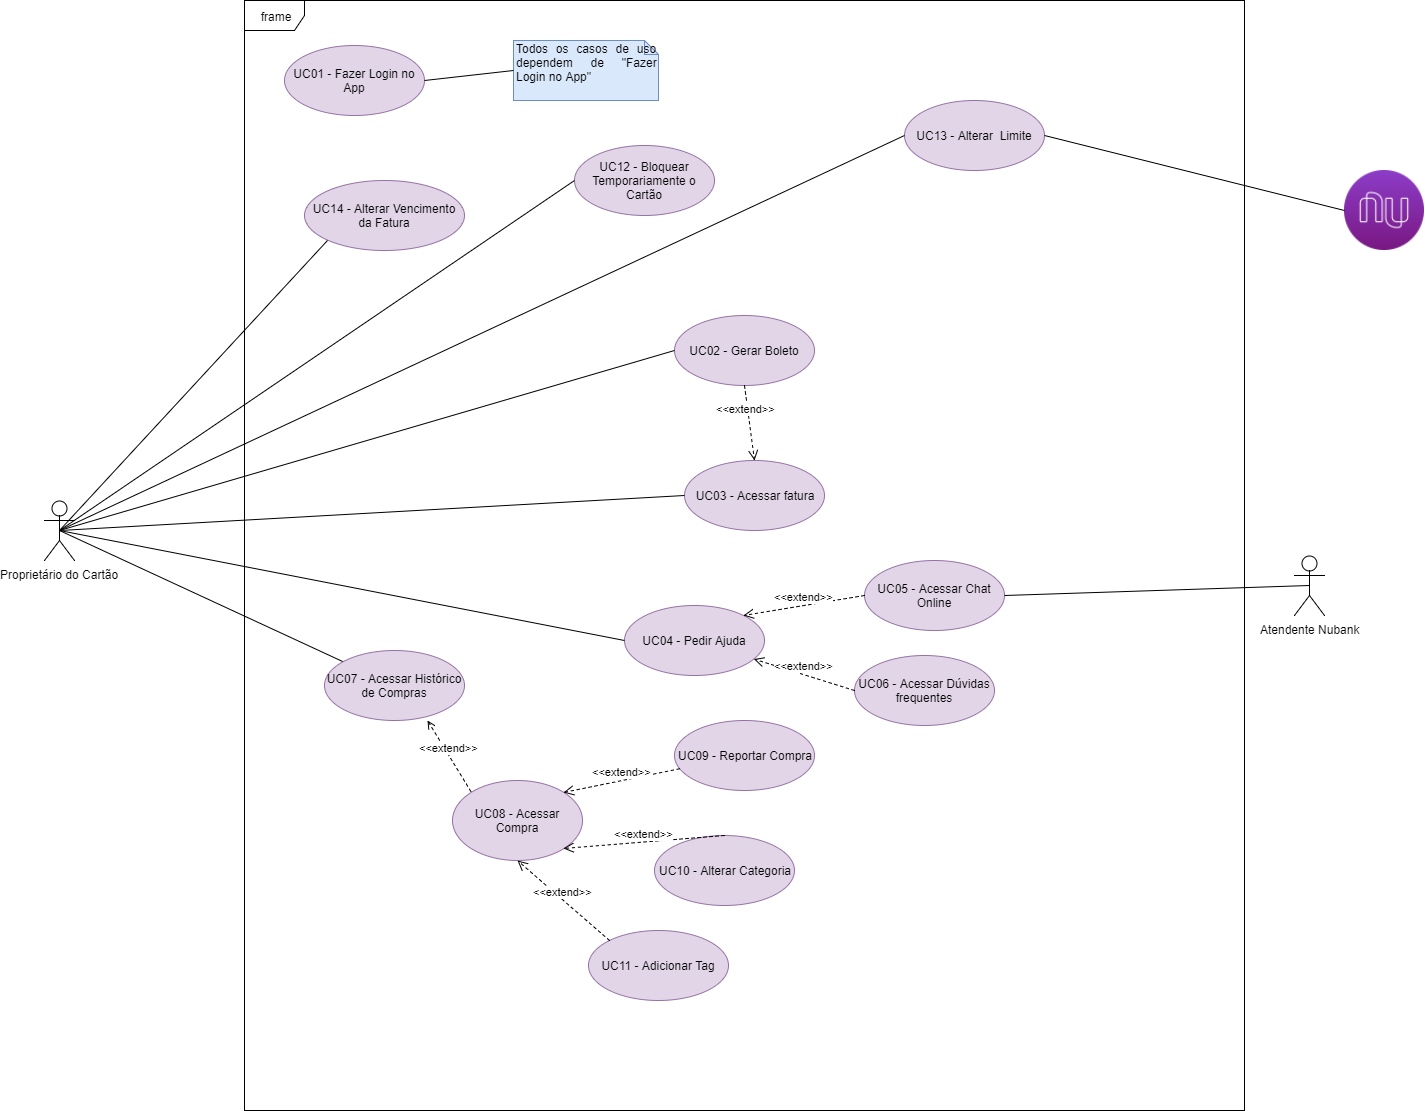 frame
UC01 - Fazer Login no
App
Todos os casos de uso
dependem de "Fazer
Login no App"
UC13 - Alterar  Limite
UC12 - Bloquear
Temporariamente o
Cartão
UC14 - Alterar Vencimento
da Fatura
nu
UC02 - Gerar Boleto
<<extend>>
UC03 - Acessar fatura
Proprietário do Cartão
UC05 - Acessar Chat
Online
<<extend>>
Atendente Nubank
UC04 - Pedir Ajuda
<<extend>>
UC06 - Acessar Dúvidas
frequentes
UC07 - Acessar Histórico
de Compras
<<extend>>
UC09 - Reportar Compra
<<extend>>
UC08 - Acessar
Compra
<<extend>>
UC10 - Alterar Categoria
<<extend>>
UC11 - Adicionar Tag